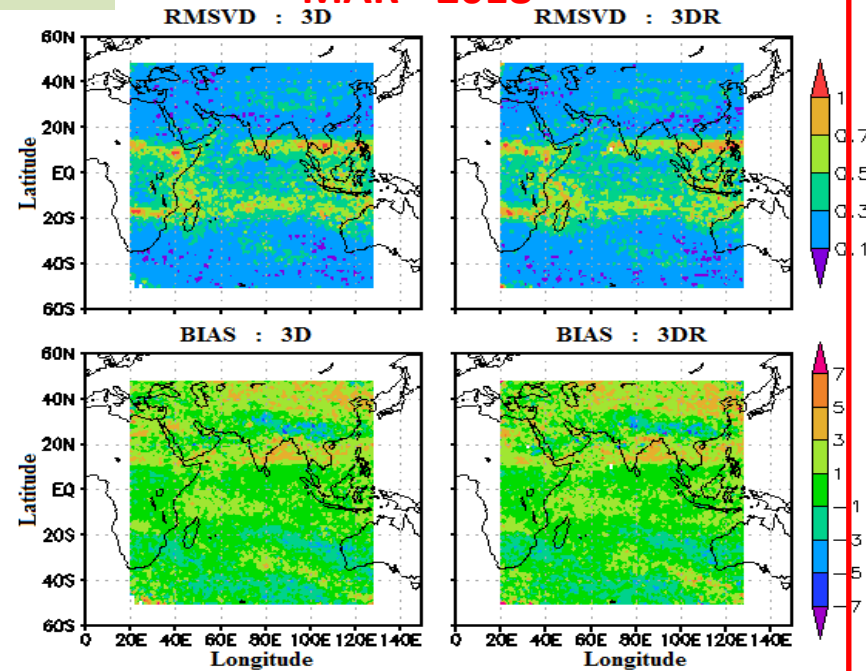 RMSVD : 3D RMSVD : 3DR
60N
40N
20N
EQ
20S
40S
60S
Latitude
1
0.7
0.5
0.3
0.1
BIAS : 3D BIAS : 3DR
60N
40N
20N
EQ
20S
40S
60S
Latitude
0 20E 40E 60E 80E 100E 120E 140E
0 20E 40E 60E 80E 100E 120E 140E
Longitude Longitude
7
5
3
1
-1
-3
-5
-7